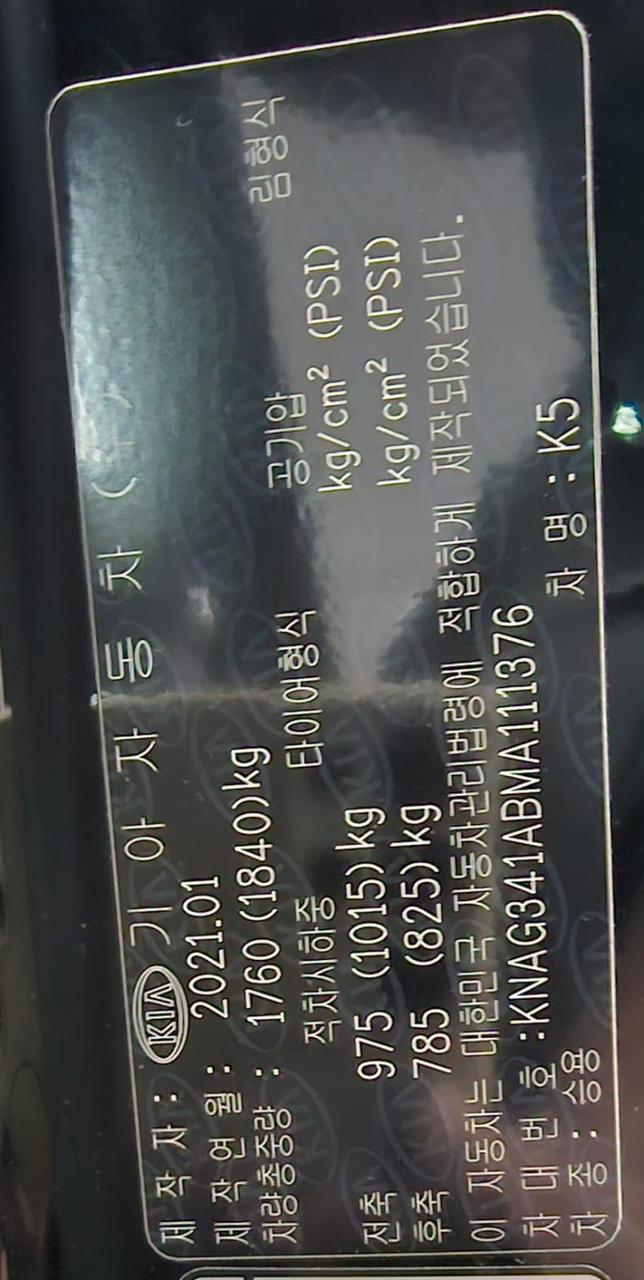 제 작 자 : KIA 기 아 자 동 차 (주)
제 작 연 월 : 2021.01
차량총중량 : 1760 (1840)kg
적차시하중 타이어형식 공기압 림형식
전축 975 (1015)kg kg/cm² (PSI)
후축 785 (825)kg kg/cm² (PSI)
이 자동차는 대한민국 자동차관리법령에 적합하게 제작되었습니다.
차 대 번 호 :KNAG341ABMA111376
차 종 : 승용 차 명 : K5